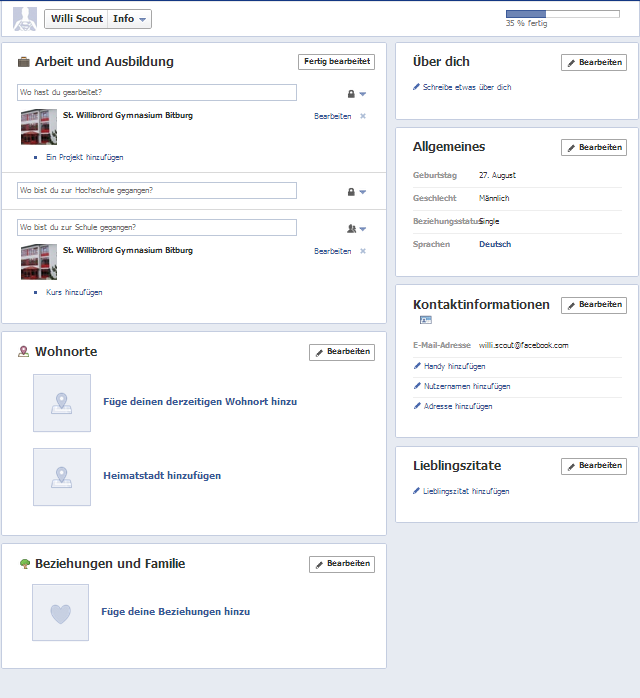 Willi Scout
Info
35 % fertig
Arbeit und Ausbildung
Fertig bearbeitet
Wo hast du gearbeitet?
St. Willibrord Gymnasium Bitburg
Bearbeiten
Ein Projekt hinzufügen
Wo bist du zur Hochschule gegangen?
Wo bist du zur Schule gegangen?
St. Willibrord Gymnasium Bitburg
Bearbeiten
Kurs hinzufügen
Wohnorte
Bearbeiten
Füge deinen derzeitigen Wohnort hinzu
Heimatstadt hinzufügen
Beziehungen und Familie
Bearbeiten
Füge deine Beziehungen hinzu
Über dich
Bearbeiten
Schreibe etwas über dich
Allgemeines
Bearbeiten
Geburtstag 27. August
Geschlecht Männlich
Beziehungsstatus Single
Sprachen Deutsch
Kontaktinformationen
Bearbeiten
E-Mail-Adresse willi.scout@facebook.com
Handy hinzufügen
Nutzernamen hinzufügen
Adresse hinzufügen
Lieblingszitate
Bearbeiten
Lieblingszitat hinzufügen